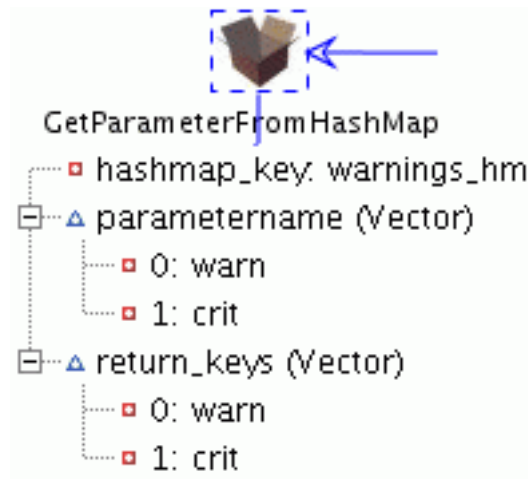 GetParameterFromHashMap
hashmap_key: warnings_hm
parametername (Vector)
0: warn
1: crit
return_keys (Vector)
0: warn
1: crit